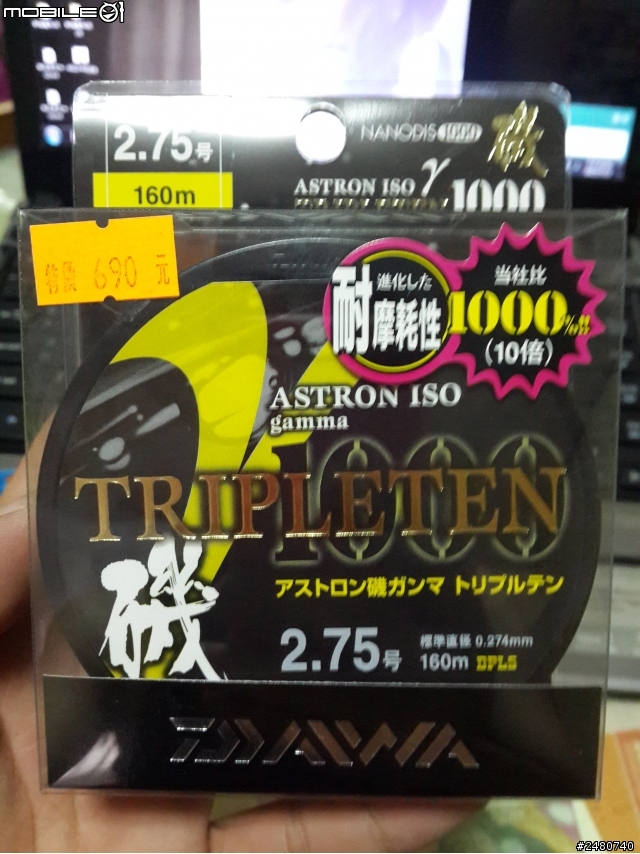 MOBILE01
2.75号
160m
NANODIS 1000
磯
ASTRON ISO γ
1000
特價 690 元
進化した
耐摩耗性
当社比
1000%
(10倍)
ASTRON ISO
gamma
1000
TRIPLETEN
アストロン磯ガンマ トリプルテン
磯
2.75号
標準直径 0.274mm
160m DPLS
DAIWA
#2480740